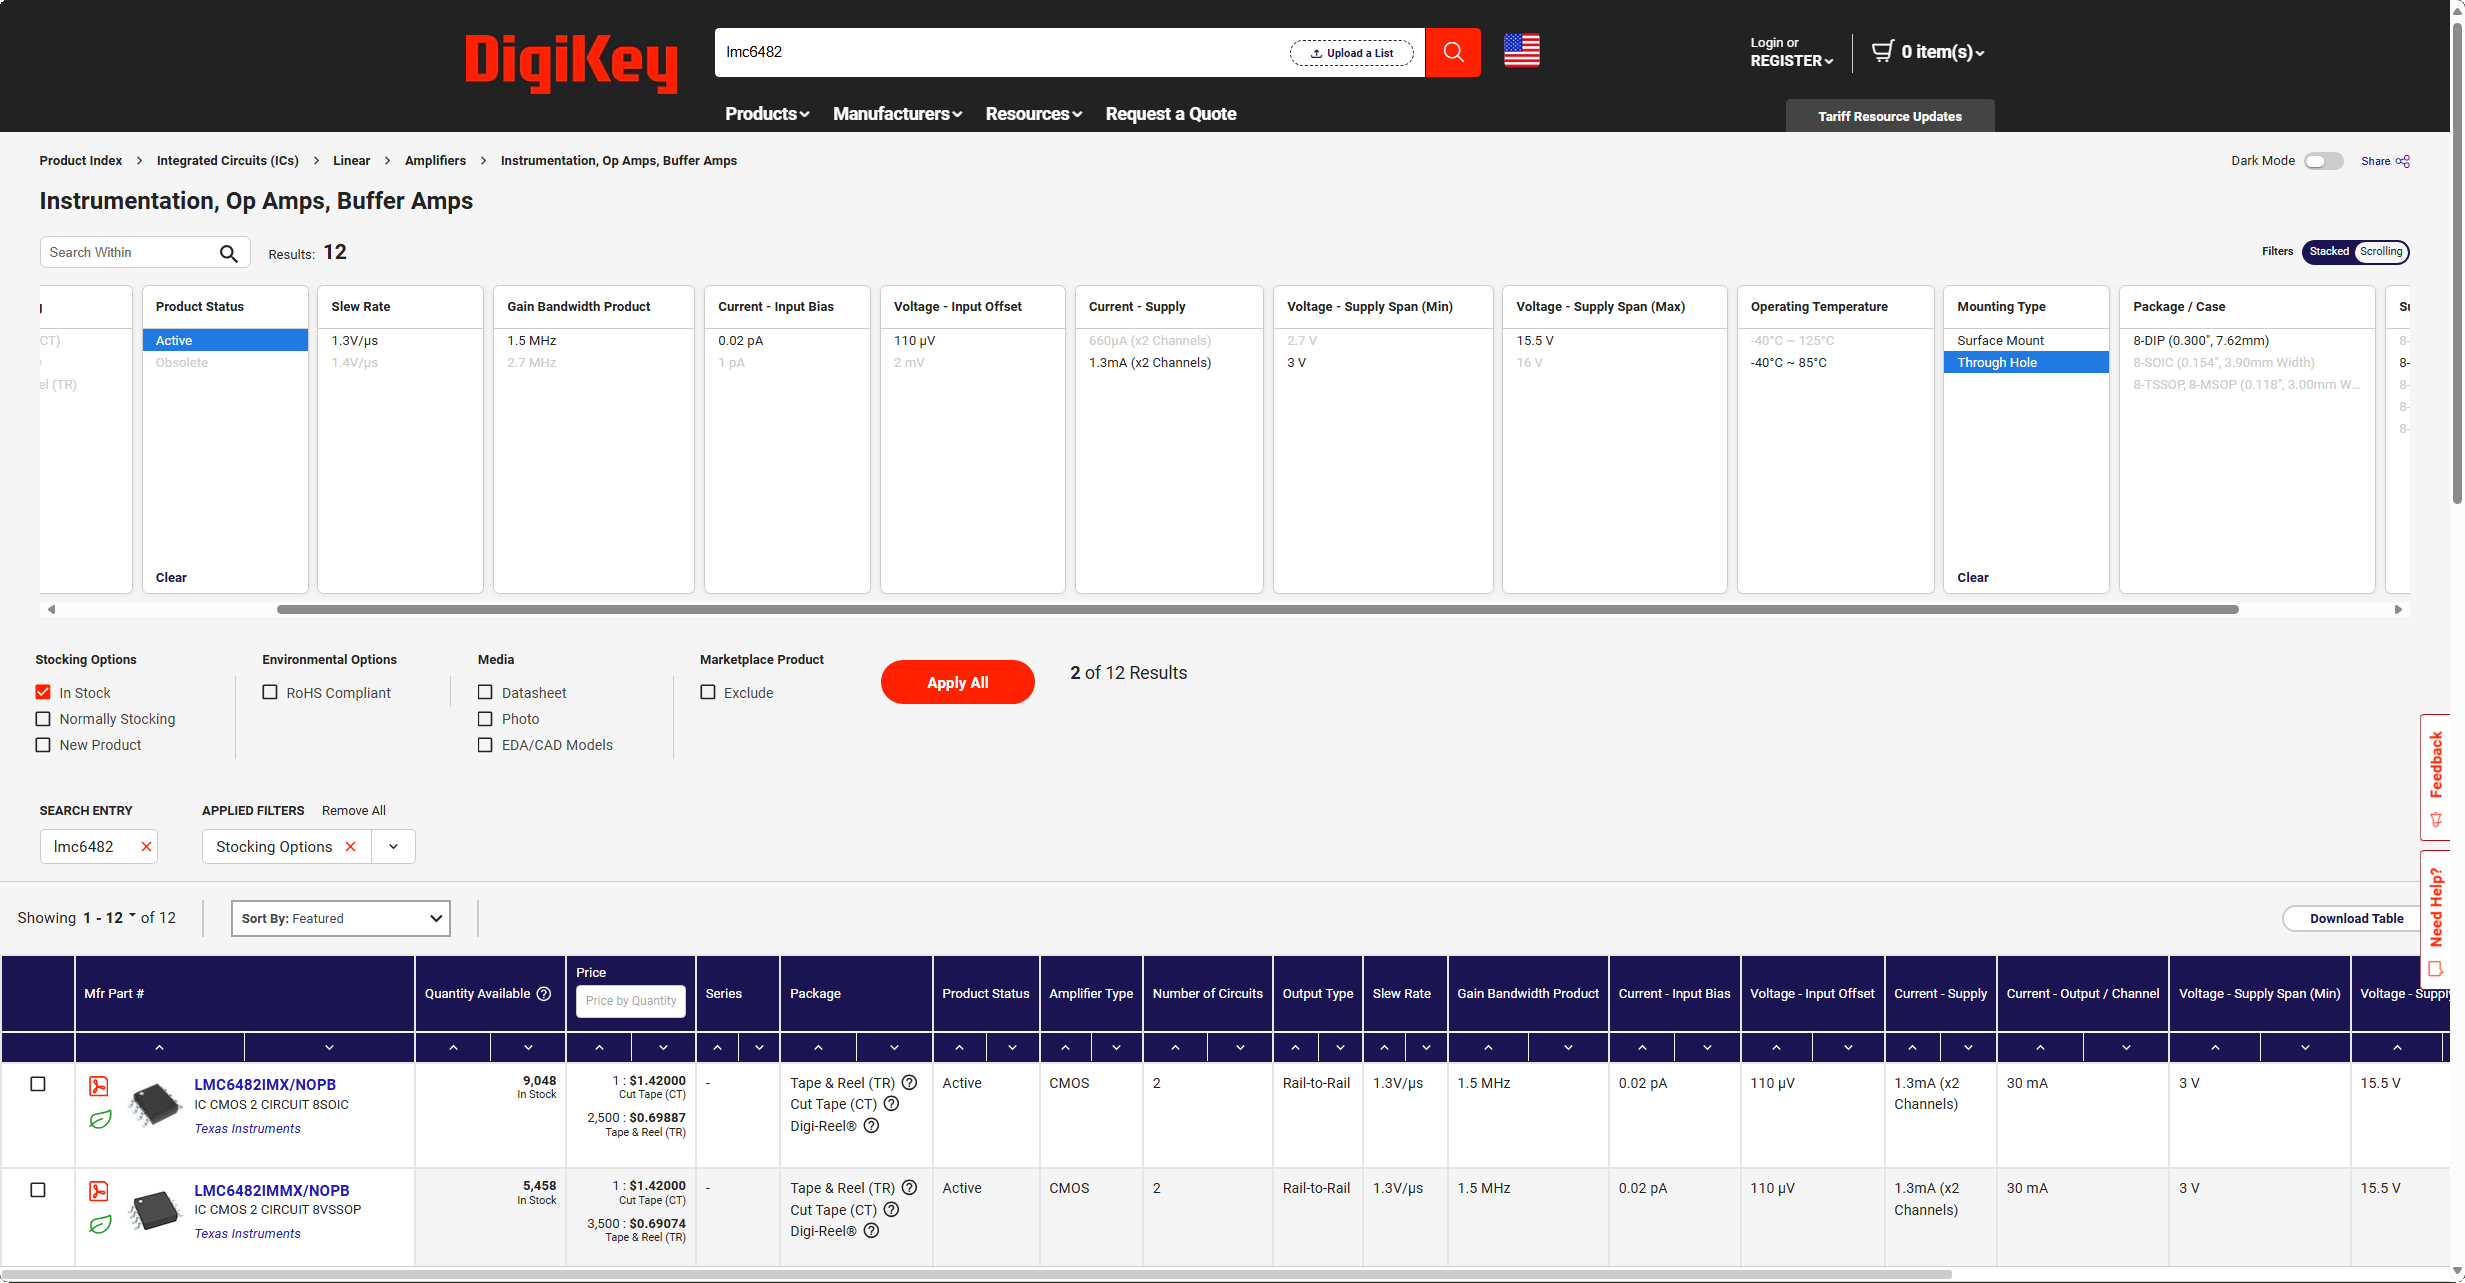 DigiKey
lmc6482
Upload a List
Login or
REGISTER
0 item(s)
Products
Manufacturers
Resources
Request a Quote
Tariff Resource Updates
Product Index > Integrated Circuits (ICs) > Linear > Amplifiers > Instrumentation, Op Amps, Buffer Amps
Dark Mode
Share
Instrumentation, Op Amps, Buffer Amps
Search Within
Results: 12
Filters
Stacked
Scrolling
CT)
el (TR)
Product Status
Active
Obsolete
Clear
Slew Rate
1.3V/µs
1.4V/µs
Gain Bandwidth Product
1.5 MHz
2.7 MHz
Current - Input Bias
0.02 pA
1 pA
Voltage - Input Offset
110 µV
2 mV
Current - Supply
660µA (x2 Channels)
1.3mA (x2 Channels)
Voltage - Supply Span (Min)
2.7 V
3 V
Voltage - Supply Span (Max)
15.5 V
16 V
Operating Temperature
-40°C ~ 125°C
-40°C ~ 85°C
Mounting Type
Surface Mount
Through Hole
Clear
Package / Case
8-DIP (0.300", 7.62mm)
8-SOIC (0.154", 3.90mm Width)
8-TSSOP, 8-MSOP (0.118", 3.00mm W...
8-
8-
8-
8-
8-
Stocking Options
In Stock
Normally Stocking
New Product
Environmental Options
RoHS Compliant
Media
Datasheet
Photo
EDA/CAD Models
Marketplace Product
Exclude
Apply All
2 of 12 Results
Feedback
Need Help?
SEARCH ENTRY
lmc6482
APPLIED FILTERS
Remove All
Stocking Options
Showing 1 - 12 of 12
Sort By: Featured
Download Table
Mfr Part #
Quantity Available
Price
Price by Quantity
Series
Package
Product Status
Amplifier Type
Number of Circuits
Output Type
Slew Rate
Gain Bandwidth Product
Current - Input Bias
Voltage - Input Offset
Current - Supply
Current - Output / Channel
Voltage - Supply Span (Min)
Voltage - Supply
LMC6482IMX/NOPB
IC CMOS 2 CIRCUIT 8SOIC
Texas Instruments
9,048
In Stock
1 : $1.42000
Cut Tape (CT)
2,500 : $0.69887
Tape & Reel (TR)
-
Tape & Reel (TR)
Cut Tape (CT)
Digi-Reel®
Active
CMOS
2
Rail-to-Rail
1.3V/µs
1.5 MHz
0.02 pA
110 µV
1.3mA (x2
Channels)
30 mA
3 V
15.5 V
LMC6482IMMX/NOPB
IC CMOS 2 CIRCUIT 8VSSOP
Texas Instruments
5,458
In Stock
1 : $1.42000
Cut Tape (CT)
3,500 : $0.69074
Tape & Reel (TR)
-
Tape & Reel (TR)
Cut Tape (CT)
Digi-Reel®
Active
CMOS
2
Rail-to-Rail
1.3V/µs
1.5 MHz
0.02 pA
110 µV
1.3mA (x2
Channels)
30 mA
3 V
15.5 V